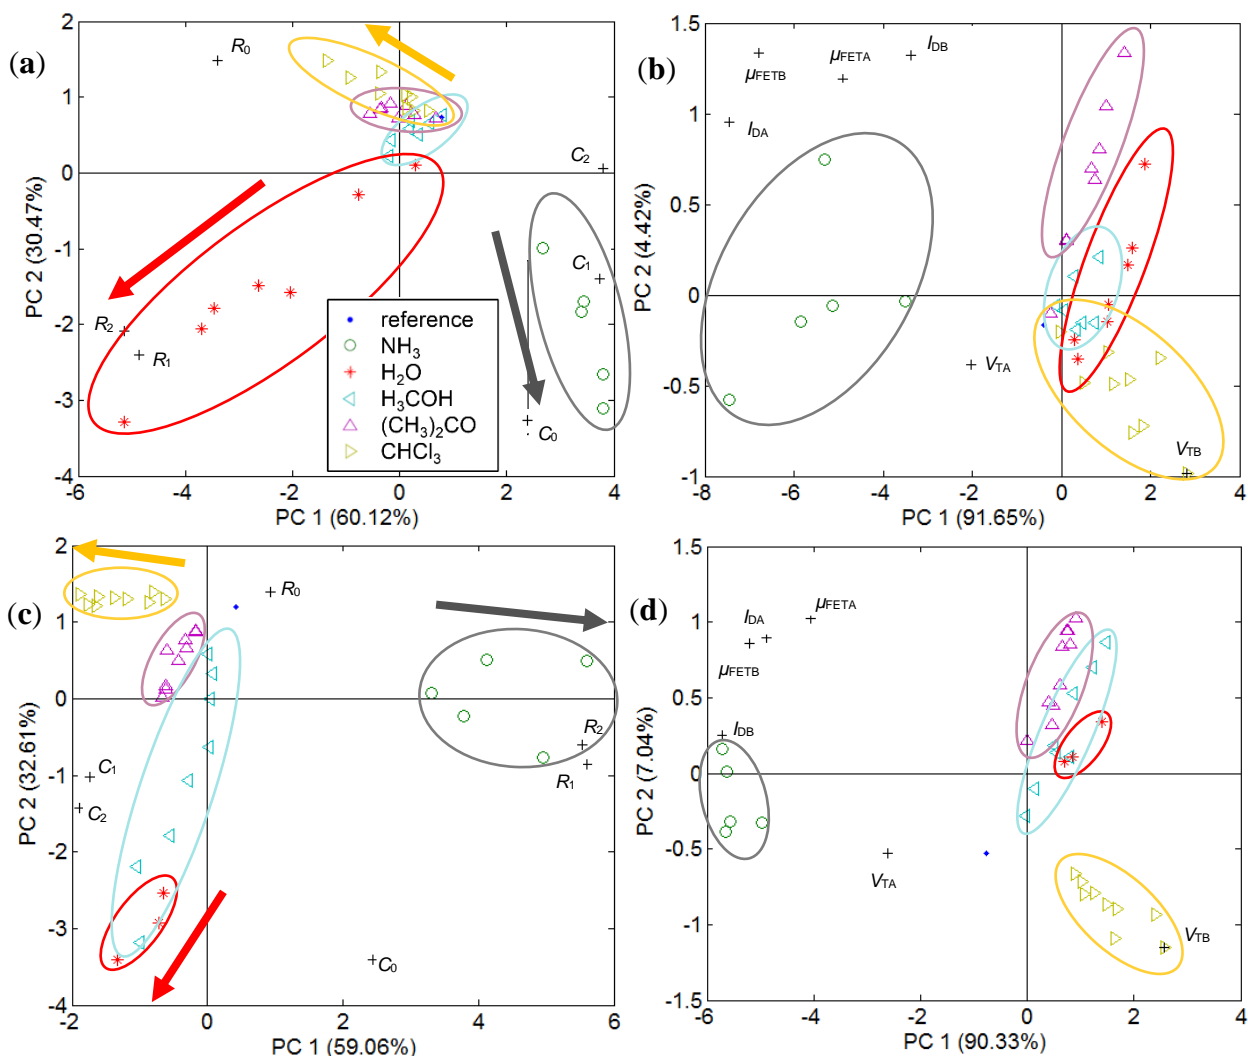 (a)
2
1
0
-1
-2
-3
-4
-6
-4
-2
0
2
4
PC 2 (30.47%)
PC 1 (60.12%)
R0
C2
C1
R2
R1
C0
reference
NH3
H2O
H3COH
(CH3)2CO
CHCl3
(b)
1.5
1
0.5
0
-0.5
-1
-8
-6
-4
-2
0
2
4
PC 2 (4.42%)
PC 1 (91.65%)
μFETB
μFETA
IDB
IDA
VTA
VTB
(c)
2
1
0
-1
-2
-3
-4
-2
0
2
4
6
PC 2 (32.61%)
PC 1 (59.06%)
R0
R2
R1
C1
C2
C0
(d)
1.5
1
0.5
0
-0.5
-1
-1.5
-6
-4
-2
0
2
4
PC 2 (7.04%)
PC 1 (90.33%)
IDA
μFETA
μFETB
IDB
VTA
VTB